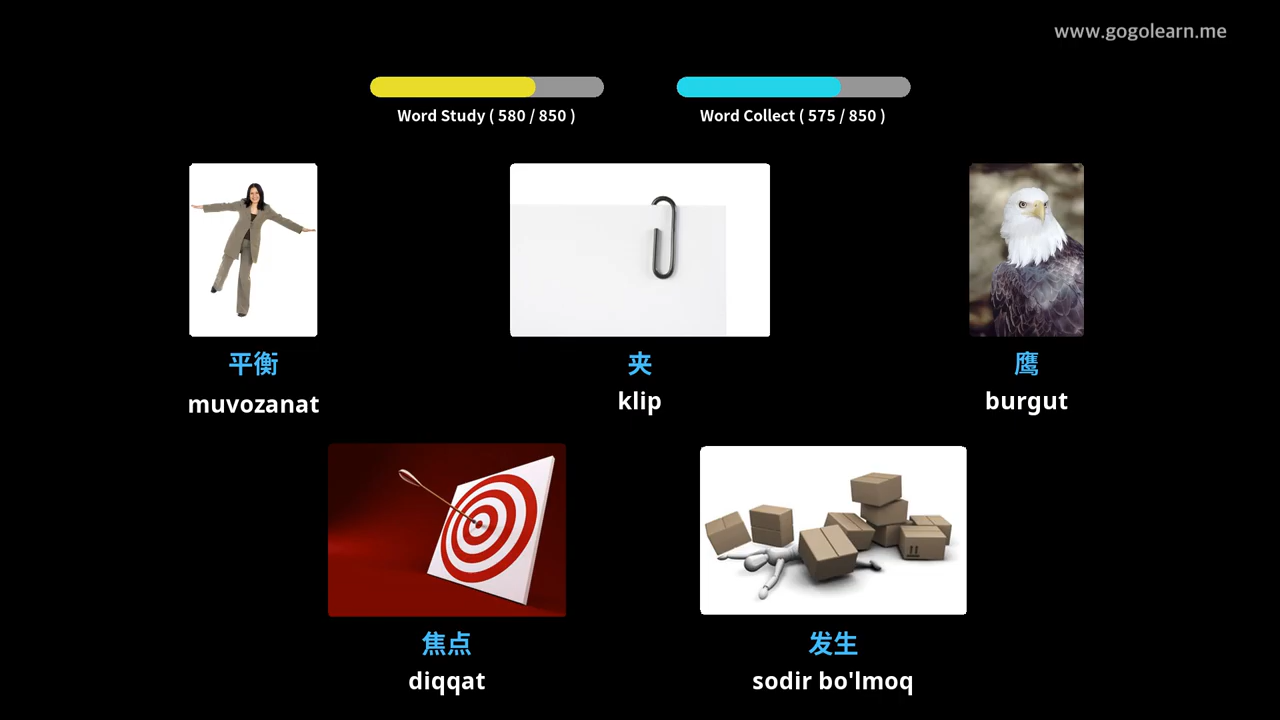 www.gogolearn.me
Word Study ( 580 / 850 )
Word Collect ( 575 / 850 )
平衡
muvozanat
夹
klip
鹰
burgut
焦点
diqqat
发生
sodir bo'lmoq